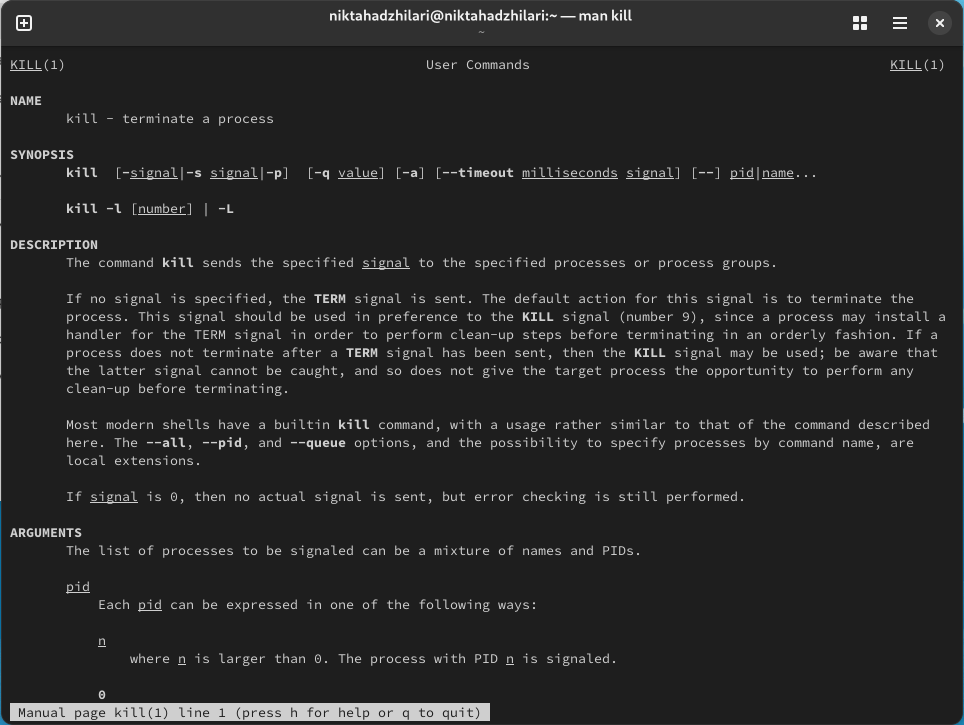 niktahadzhilari@niktahadzhilari:~ — man kill
~
KILL(1) User Commands KILL(1)
NAME
kill - terminate a process
SYNOPSIS
kill [-signal|-s signal|-p] [-q value] [-a] [--timeout milliseconds signal] [--] pid|name...
kill -l [number] | -L
DESCRIPTION
The command kill sends the specified signal to the specified processes or process groups.
If no signal is specified, the TERM signal is sent. The default action for this signal is to terminate the
process. This signal should be used in preference to the KILL signal (number 9), since a process may install a
handler for the TERM signal in order to perform clean-up steps before terminating in an orderly fashion. If a
process does not terminate after a TERM signal has been sent, then the KILL signal may be used; be aware that
the latter signal cannot be caught, and so does not give the target process the opportunity to perform any
clean-up before terminating.
Most modern shells have a builtin kill command, with a usage rather similar to that of the command described
here. The --all, --pid, and --queue options, and the possibility to specify processes by command name, are
local extensions.
If signal is 0, then no actual signal is sent, but error checking is still performed.
ARGUMENTS
The list of processes to be signaled can be a mixture of names and PIDs.
pid
Each pid can be expressed in one of the following ways:
n
where n is larger than 0. The process with PID n is signaled.
0
Manual page kill(1) line 1 (press h for help or q to quit)